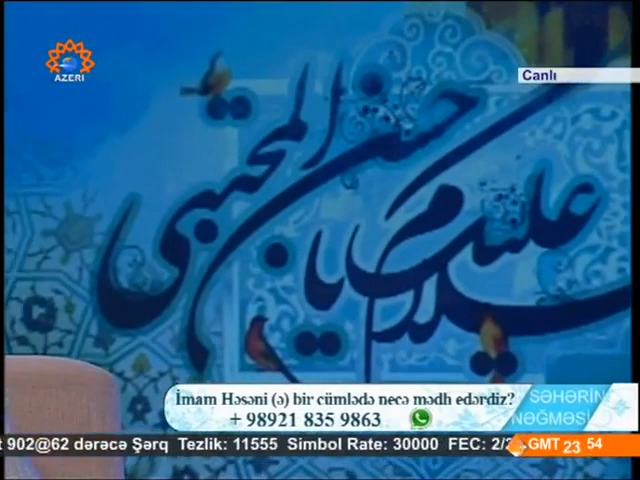 AZERİ
Canlı
السلام علیک یا حسن المجتبی
İmam Həsəni (ə) bir cümlədə necə mədh edərdiz?
+ 98921 835 9863
SƏHƏRİN
NƏĞMƏSİ
902@62 dərəcə Şərq Tezlik: 11555 Simbol Rate: 30000 FEC: 2/
GMT 23 54